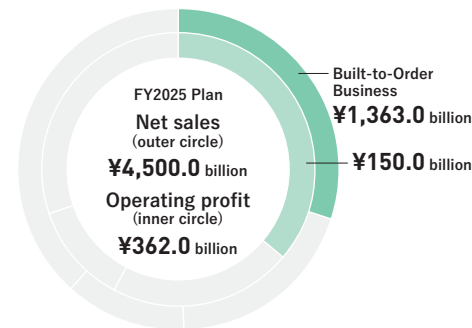 FY2025 Plan
Net sales
(outer circle)
¥4,500.0 billion
Operating profit
(inner circle)
¥362.0 billion
Built-to-Order
Business
¥1,363.0 billion
¥150.0 billion